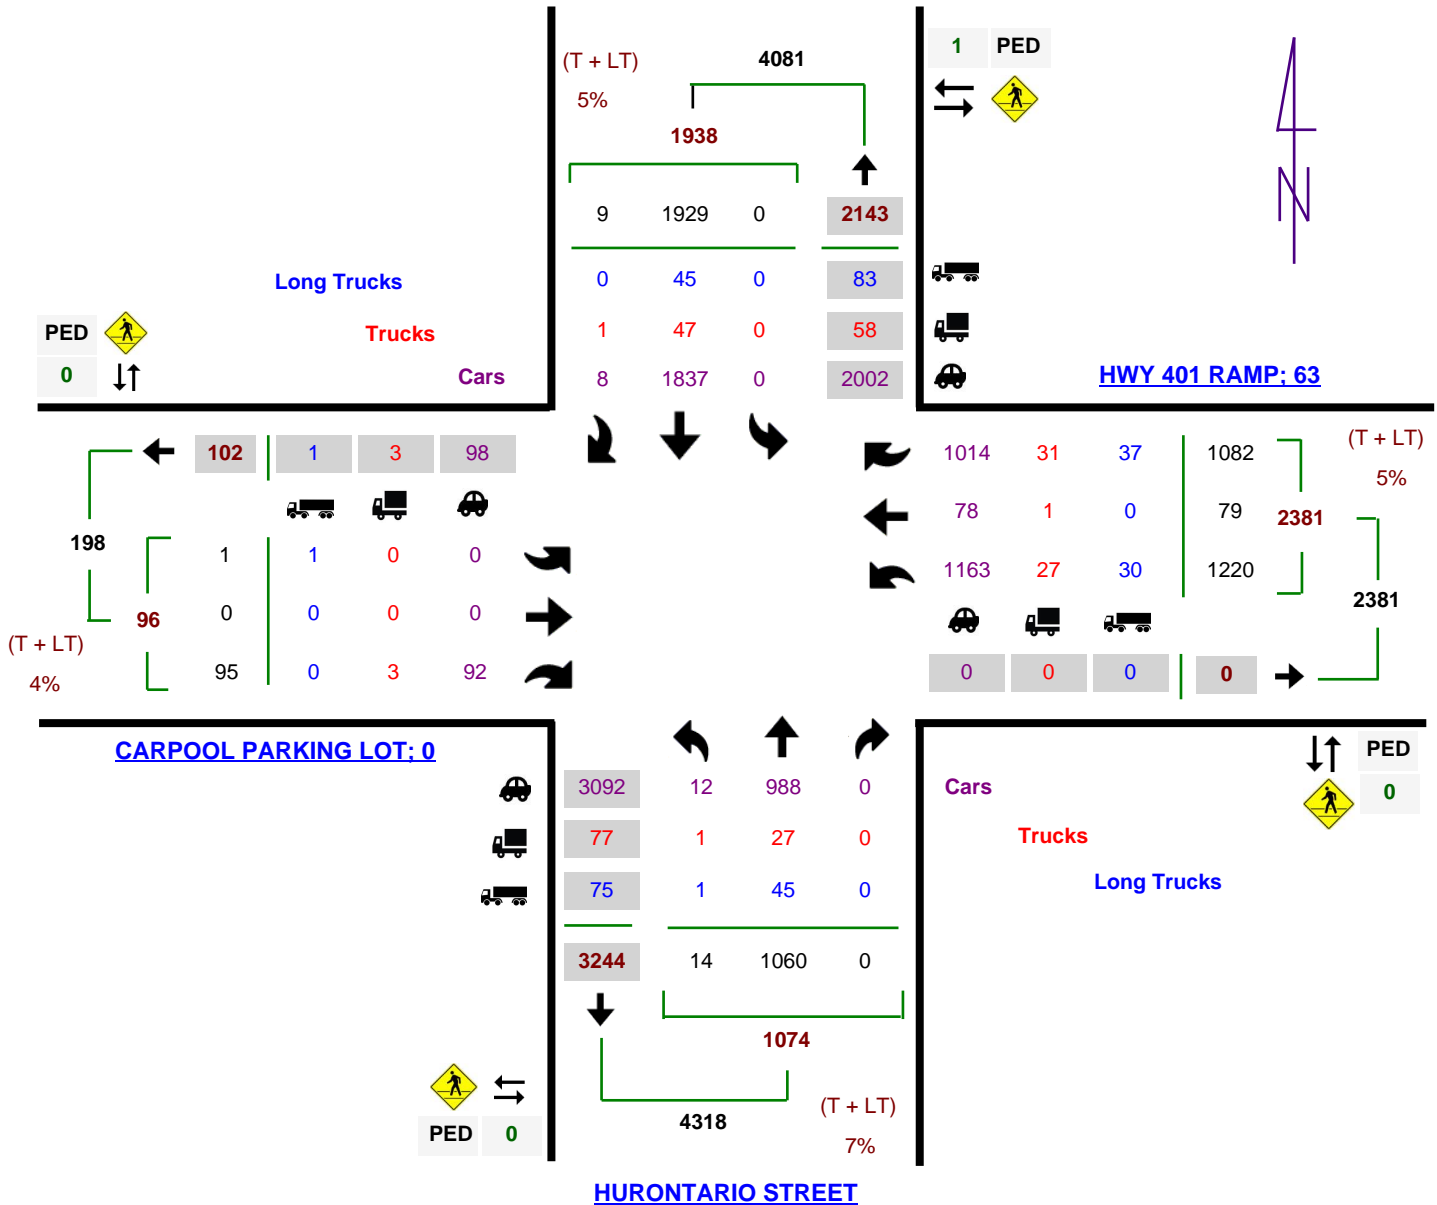 4081
1 PED
(T + LT)
5%
1938
9 1929 0 2143
Long Trucks 0 45 0 83
PED Trucks 1 47 0 58
0 Cars 8 1837 0 2002 HWY 401 RAMP; 63
N
102 1 3 98 1014 31 37 1082 (T + LT)
5%
78 1 0 79 2381
198
1 1 0 0 1163 27 30 1220
2381
96 0 0 0 0
(T + LT)
4%
95 0 3 92 0 0 0 0
CARPOOL PARKING LOT; 0 PED
3092 12 988 0 Cars 0
77 1 27 0 Trucks
75 1 45 0 Long Trucks
3244 14 1060 0
1074
4318 (T + LT)
PED 0 7%
HURONTARIO STREET